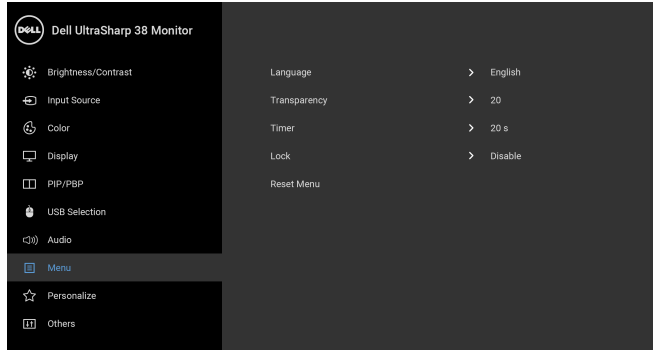 DELL Dell UltraSharp 38 Monitor
Brightness/Contrast
Input Source
Color
Display
PIP/PBP
USB Selection
Audio
Menu
Personalize
Others
Language > English
Transparency > 20
Timer > 20 s
Lock > Disable
Reset Menu